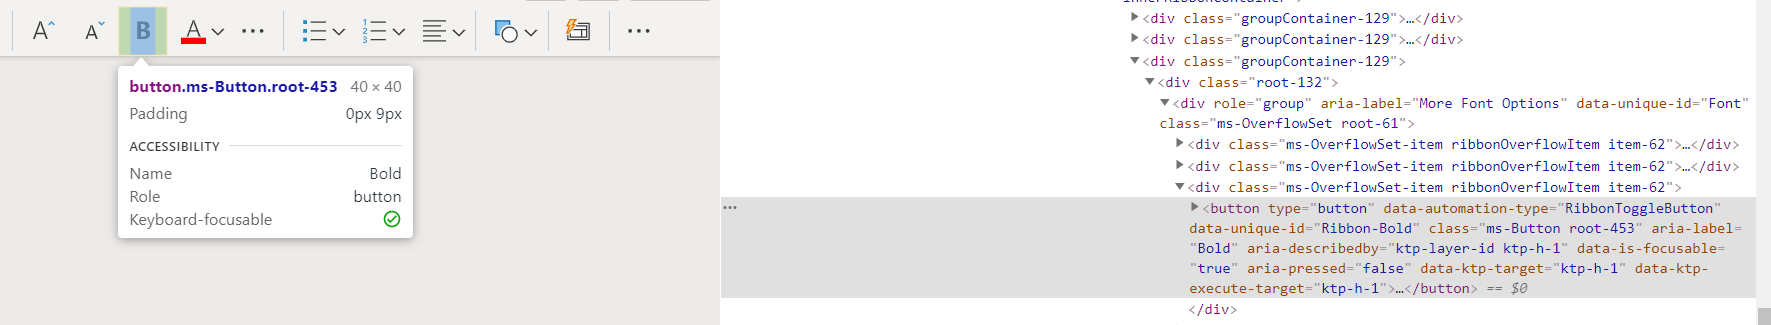 A^ A˅ B A ... 1 2 3 ...
button.ms-Button.root-453 40 × 40
Padding 0px 9px
ACCESSIBILITY
Name Bold
Role button
Keyboard-focusable
▶<div class="groupContainer-129">…</div>
▶<div class="groupContainer-129">…</div>
▼<div class="groupContainer-129">
▼<div class="root-132">
▼<div role="group" aria-label="More Font Options" data-unique-id="Font"
class="ms-OverflowSet root-61">
▶<div class="ms-OverflowSet-item ribbonOverflowItem item-62">…</div>
▶<div class="ms-OverflowSet-item ribbonOverflowItem item-62">…</div>
▼<div class="ms-OverflowSet-item ribbonOverflowItem item-62">
... ▶<button type="button" data-automation-type="RibbonToggleButton"
data-unique-id="Ribbon-Bold" class="ms-Button root-453" aria-label=
"Bold" aria-describedby="ktp-layer-id ktp-h-1" data-is-focusable=
"true" aria-pressed="false" data-ktp-target="ktp-h-1" data-ktp-
execute-target="ktp-h-1">…</button> == $0
</div>